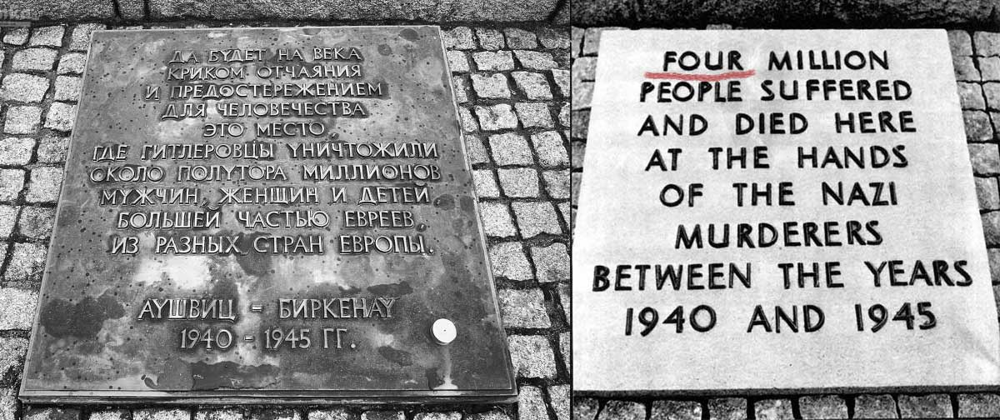 ДА БУДЕТ НА ВЕКА
КРИКОМ ОТЧАЯНИЯ
И ПРЕДОСТЕРЕЖЕНИЕМ
ДЛЯ ЧЕЛОВЕЧЕСТВА
ЭТО МЕСТО,
ГДЕ ГИТЛЕРОВЦЫ УНИЧТОЖИЛИ
ОКОЛО ПОЛУТОРА МИЛЛИОНОВ
МУЖЧИН, ЖЕНЩИН И ДЕТЕЙ,
БОЛЬШЕЙ ЧАСТЬЮ ЕВРЕЕВ,
ИЗ РАЗНЫХ СТРАН ЕВРОПЫ.
АУШВИЦ - БИРКЕНАУ
1940 - 1945 ГГ.
FOUR MILLION
PEOPLE SUFFERED
AND DIED HERE
AT THE HANDS
OF THE NAZI
MURDERERS
BETWEEN THE YEARS
1940 AND 1945